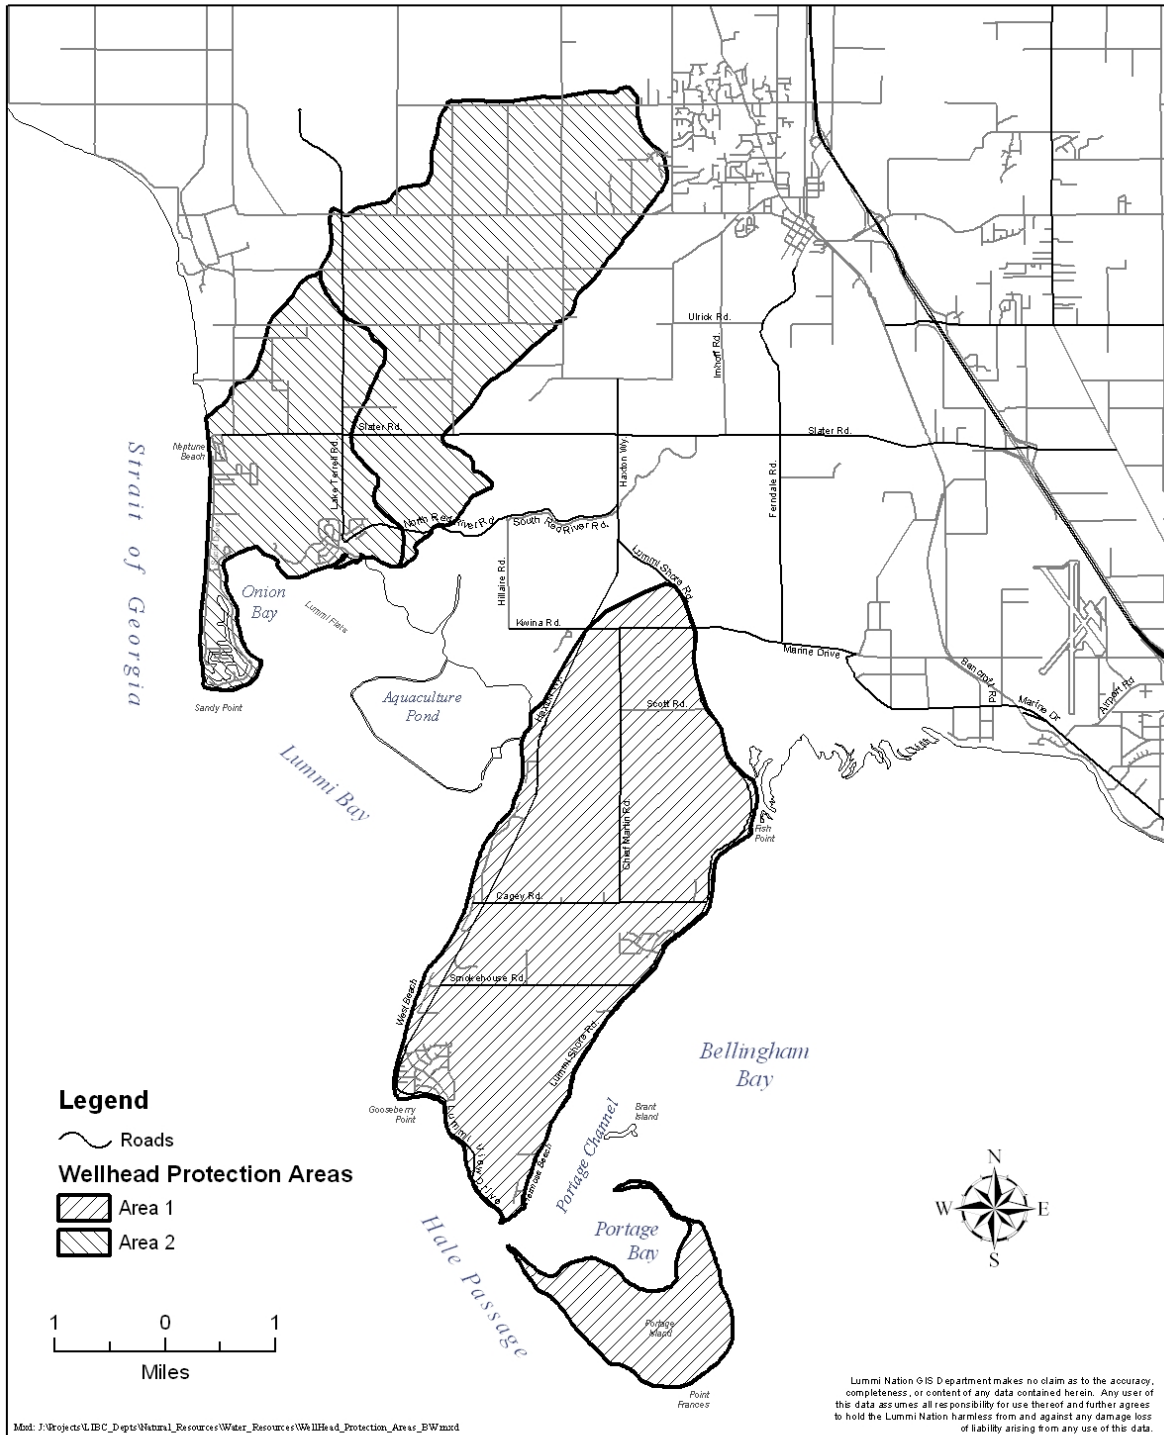 Ulrick Rd.
Imhoff Rd.
Neptune
Beach
Slater Rd.
Slater Rd.
Lake Terrell Rd.
Haxton Wy.
Ferndale Rd.
North Red River Rd.
South Red River Rd.
Strait of Georgia
Lummi Shore Rd.
Hillaire Rd.
Onion
Bay
Lummi Flats
Kwina Rd.
Marine Drive
Bancroft Rd
Airport Rd
Marine Dr
Sandy Point
Aquaculture
Pond
Haxton Wy.
Scott Rd.
Lummi Bay
Chief Martin Rd.
Fish
Point
Cagey Rd.
Smokehouse Rd.
West Beach
Lummi Shore Rd.
Bellingham
Bay
Gooseberry
Point
Lummi View Drive
Hermosa Beach
Portage Channel
Brant
Island
Portage
Bay
Hale Passage
Portage
Island
Point
Frances
Legend
Roads
Wellhead Protection Areas
Area 1
Area 2
1 0 1
Miles
N
W E
S
Lummi Nation GIS Department makes no claim as to the accuracy,
completeness, or content of any data contained herein. Any user of
this data assumes all responsibility for use thereof and further agrees
to hold the Lummi Nation harmless from and against any damage loss
of liability arising from any use of this data.
Mxd: J:\Projects\LIBC_Depts\Natural_Resources\Water_Resources\WellHead_Protection_Areas_BW.mxd